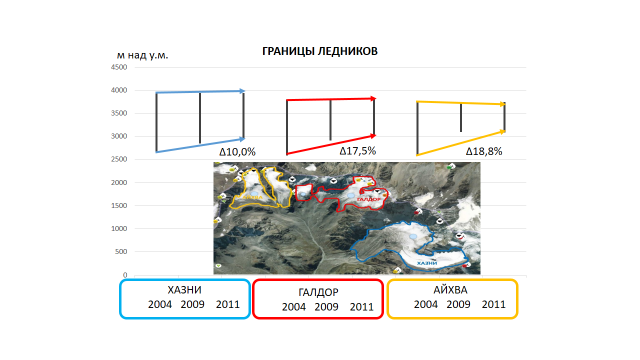 ГРАНИЦЫ ЛЕДНИКОВ
м над у.м.
4500
4000
3500
3000
2500
2000
1500
1000
500
0
Δ10,0%
Δ17,5%
Δ18,8%
ГАЛДОР
ХАЗНИ
ХАЗНИ
2004 2009 2011
ГАЛДОР
2004 2009 2011
АЙХВА
2004 2009 2011